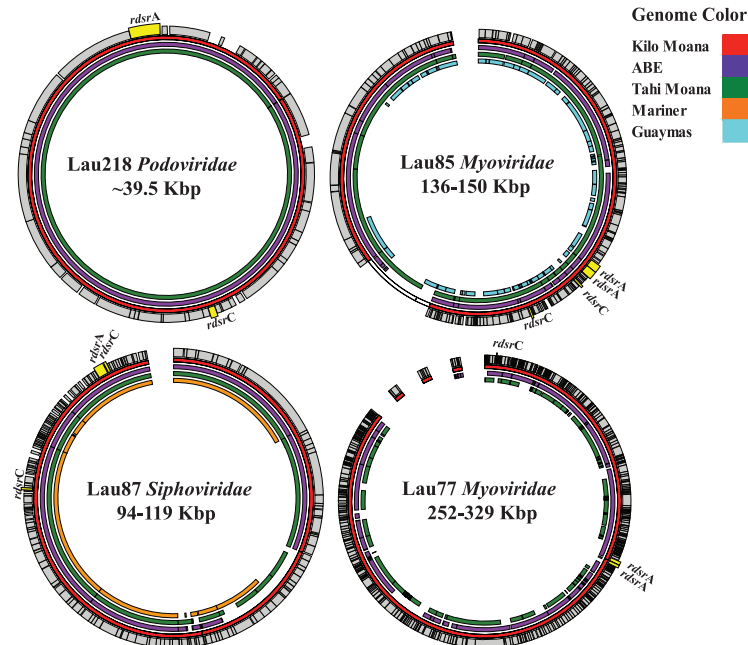 Genome Color
Kilo Moana
ABE
Tahi Moana
Mariner
Guaymas
rdsrA
Lau218 Podoviridae
~39.5 Kbp
rdsrC
Lau85 Myoviridae
136-150 Kbp
rdsrA
rdsrA
rdsrC
rdsrC
rdsrA
rdsrC
rdsrC
Lau87 Siphoviridae
94-119 Kbp
rdsrC
Lau77 Myoviridae
252-329 Kbp
rdsrA
rdsrA